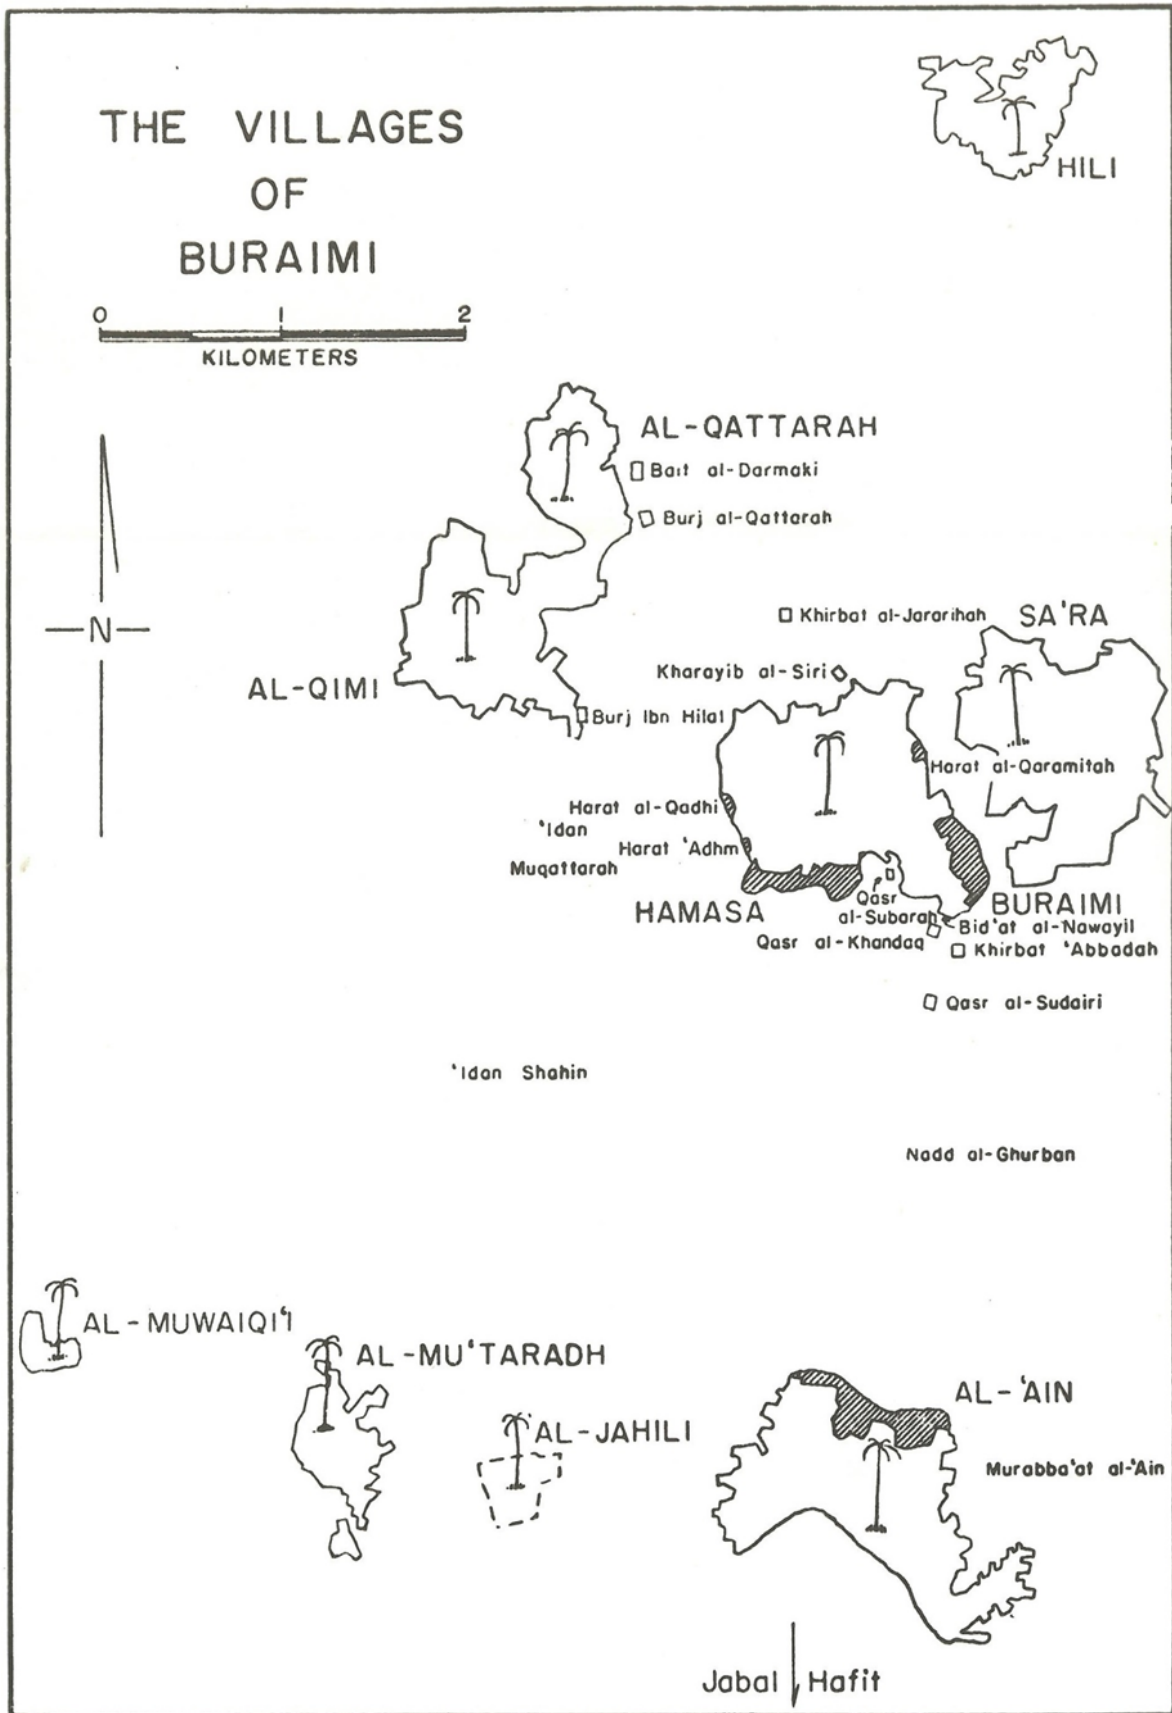 THE VILLAGES
OF
BURAIMI
0 1 2
KILOMETERS
HILI
AL-QATTARAH
Bait al-Darmaki
Burj al-Qattarah
N
Khirbat al-Jararihah
SA'RA
Kharayib al-Siri
AL-QIMI
Burj Ibn Hilal
Harat al-Qaramitah
Harat al-Qadhi
'Idan
Muqattarah
Harat 'Adhm
HAMASA
Qasr
al-Subarah
BURAIMI
Bid'at al-Nawayil
Qasr al-Khandaq
Khirbat 'Abbadah
Qasr al-Sudairi
'Idan Shahin
Nadd al-Ghurban
AL-MUWAIQI'I
AL-MU'TARADH
AL-JAHILI
AL-'AIN
Murabba'at al-'Ain
Jabal Hafit